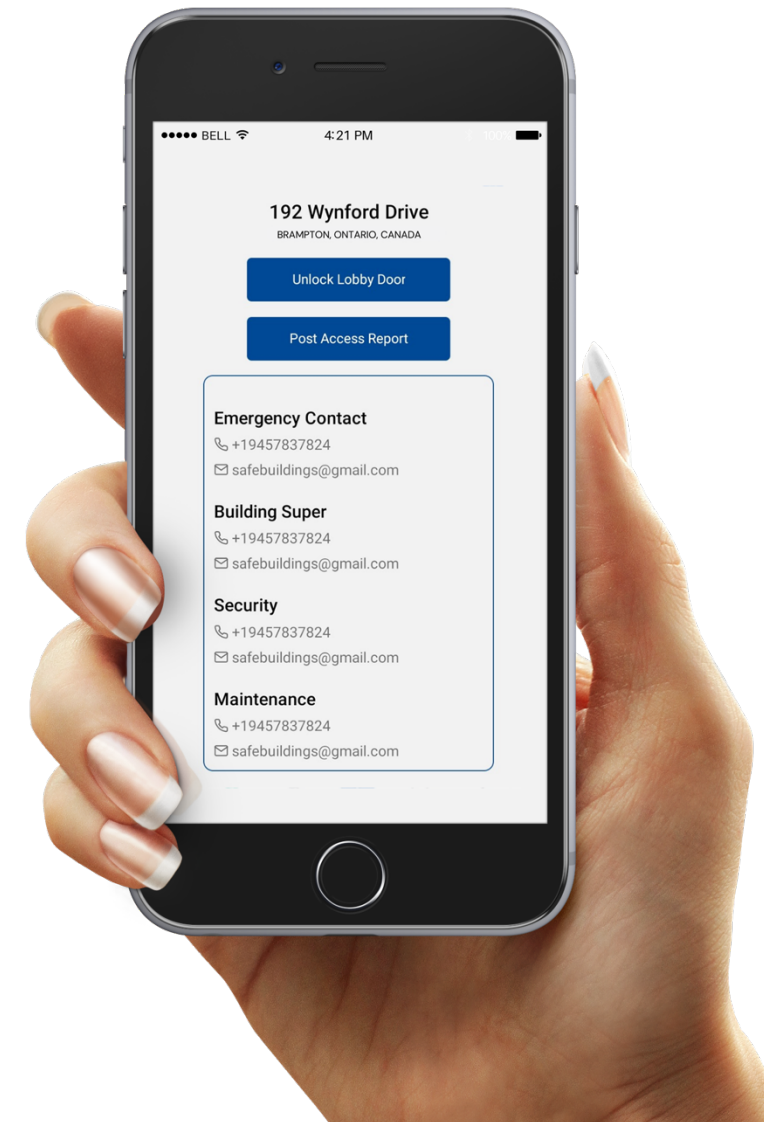 BELL 4:21 PM 100%
192 Wynford Drive
BRAMPTON, ONTARIO, CANADA
Unlock Lobby Door
Post Access Report
Emergency Contact
+19457837824
safebuildings@gmail.com
Building Super
+19457837824
safebuildings@gmail.com
Security
+19457837824
safebuildings@gmail.com
Maintenance
+19457837824
safebuildings@gmail.com